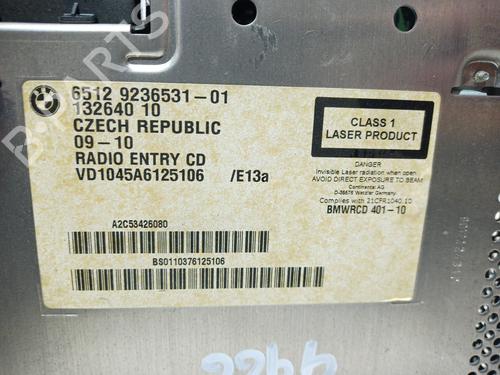 6512 9236531-01
132640 10
CZECH REPUBLIC
09-10
RADIO ENTRY CD
VD1045A6125106 /E13a
CLASS 1
LASER PRODUCT
DANGER
Invisible Laser radiation when open
AVOID DIRECT EXPOSURE TO BEAM
Continental AG
D-35576 Wetzlar Germany
Complies with 21CFR1040.10
BMWRCD 401-10
A2C53426080
BS0110376125106